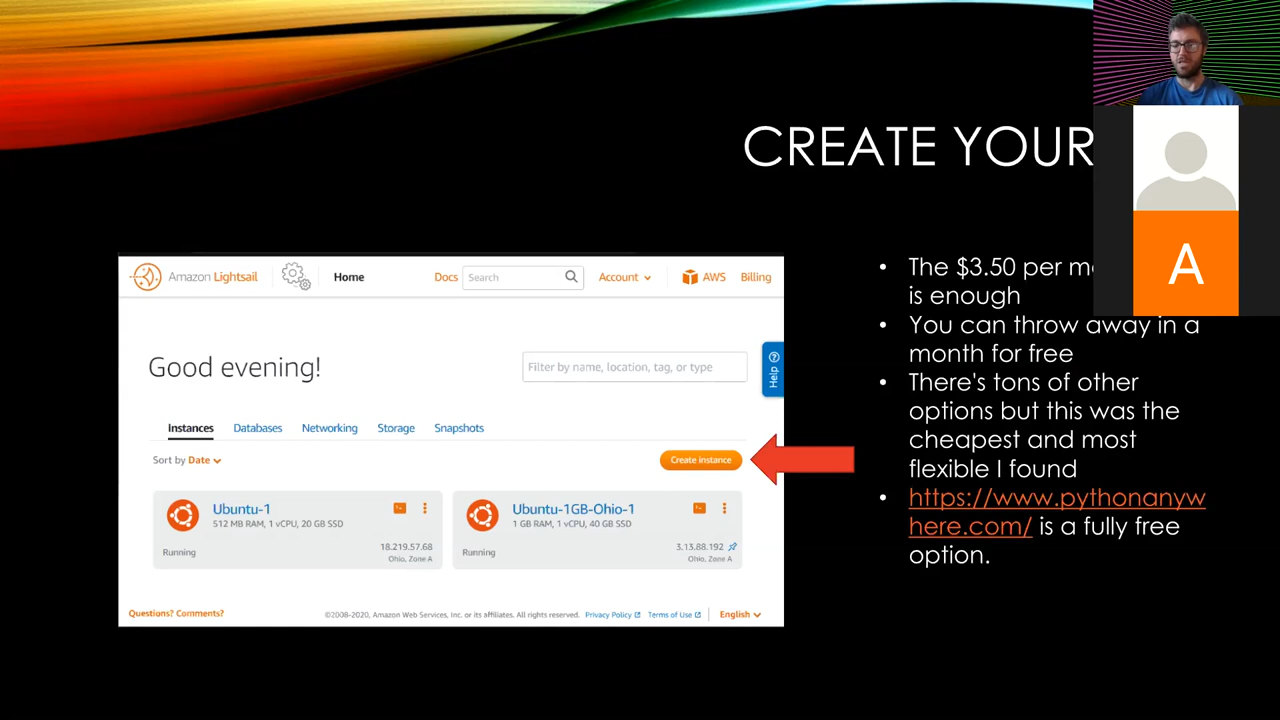 CREATE YOUR
A
Amazon Lightsail Home Docs Search Account AWS Billing
Good evening!
Filter by name, location, tag, or type
Help
Instances Databases Networking Storage Snapshots
Sort by Date
Create instance
Ubuntu-1
512 MB RAM, 1 vCPU, 20 GB SSD
Running
18.219.57.68
Ohio, Zone A
Ubuntu-1GB-Ohio-1
1 GB RAM, 1 vCPU, 40 GB SSD
Running
3.13.88.192
Ohio, Zone A
Questions? Comments?
©2008-2020, Amazon Web Services, Inc. or its affiliates. All rights reserved. Privacy Policy Terms of Use English
• The $3.50 per
is enough
• You can throw away in a
month for free
• There's tons of other
options but this was the
cheapest and most
flexible I found
• https://www.pythonanyw
here.com/ is a fully free
option.